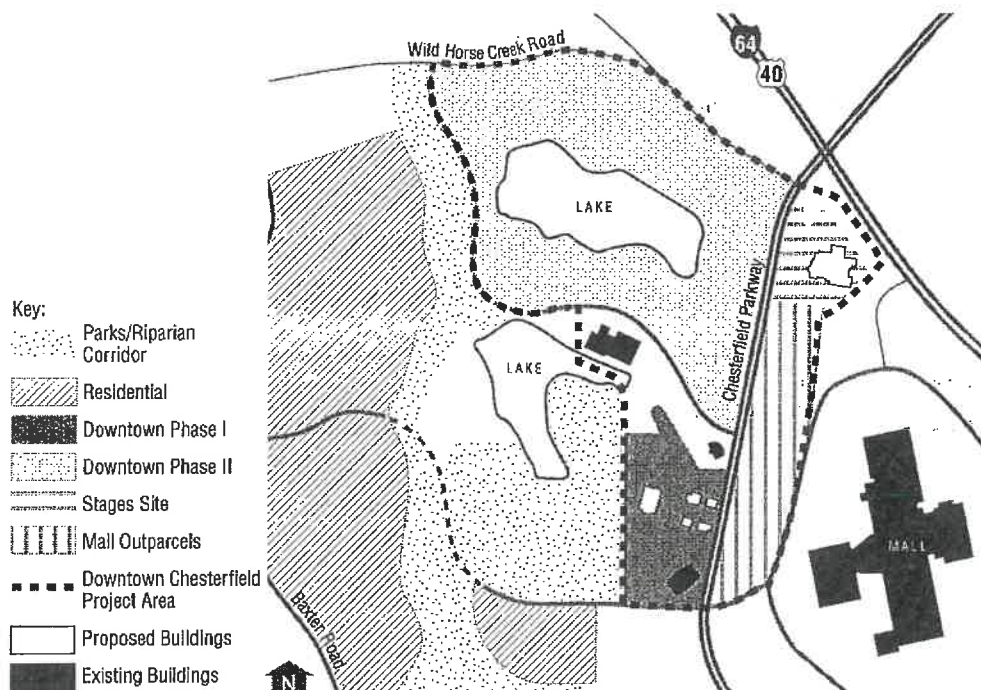 Wild Horse Creek Road
64
40
LAKE
Chesterfield Parkway
LAKE
Key:
Parks/Riparian
Corridor
Residential
Downtown Phase I
Downtown Phase II
Stages Site
Mall Outparcels
Downtown Chesterfield
Project Area
Proposed Buildings
Existing Buildings
MALL
Baxter Road
N